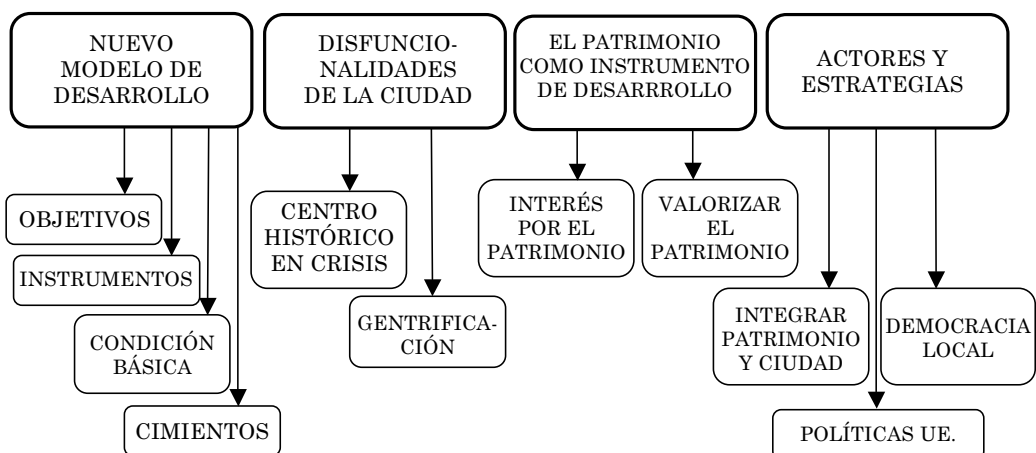 NUEVO
MODELO DE
DESARROLLO
DISFUNCIO-
NALIDADES
DE LA CIUDAD
EL PATRIMONIO
COMO INSTRUMENTO
DE DESARRROLLO
ACTORES Y
ESTRATEGIAS
OBJETIVOS
INSTRUMENTOS
CONDICIÓN
BÁSICA
CIMIENTOS
CENTRO
HISTÓRICO
EN CRISIS
GENTRIFICA-
CIÓN
INTERÉS
POR EL
PATRIMONIO
VALORIZAR
EL
PATRIMONIO
INTEGRAR
PATRIMONIO
Y CIUDAD
DEMOCRACIA
LOCAL
POLÍTICAS UE.